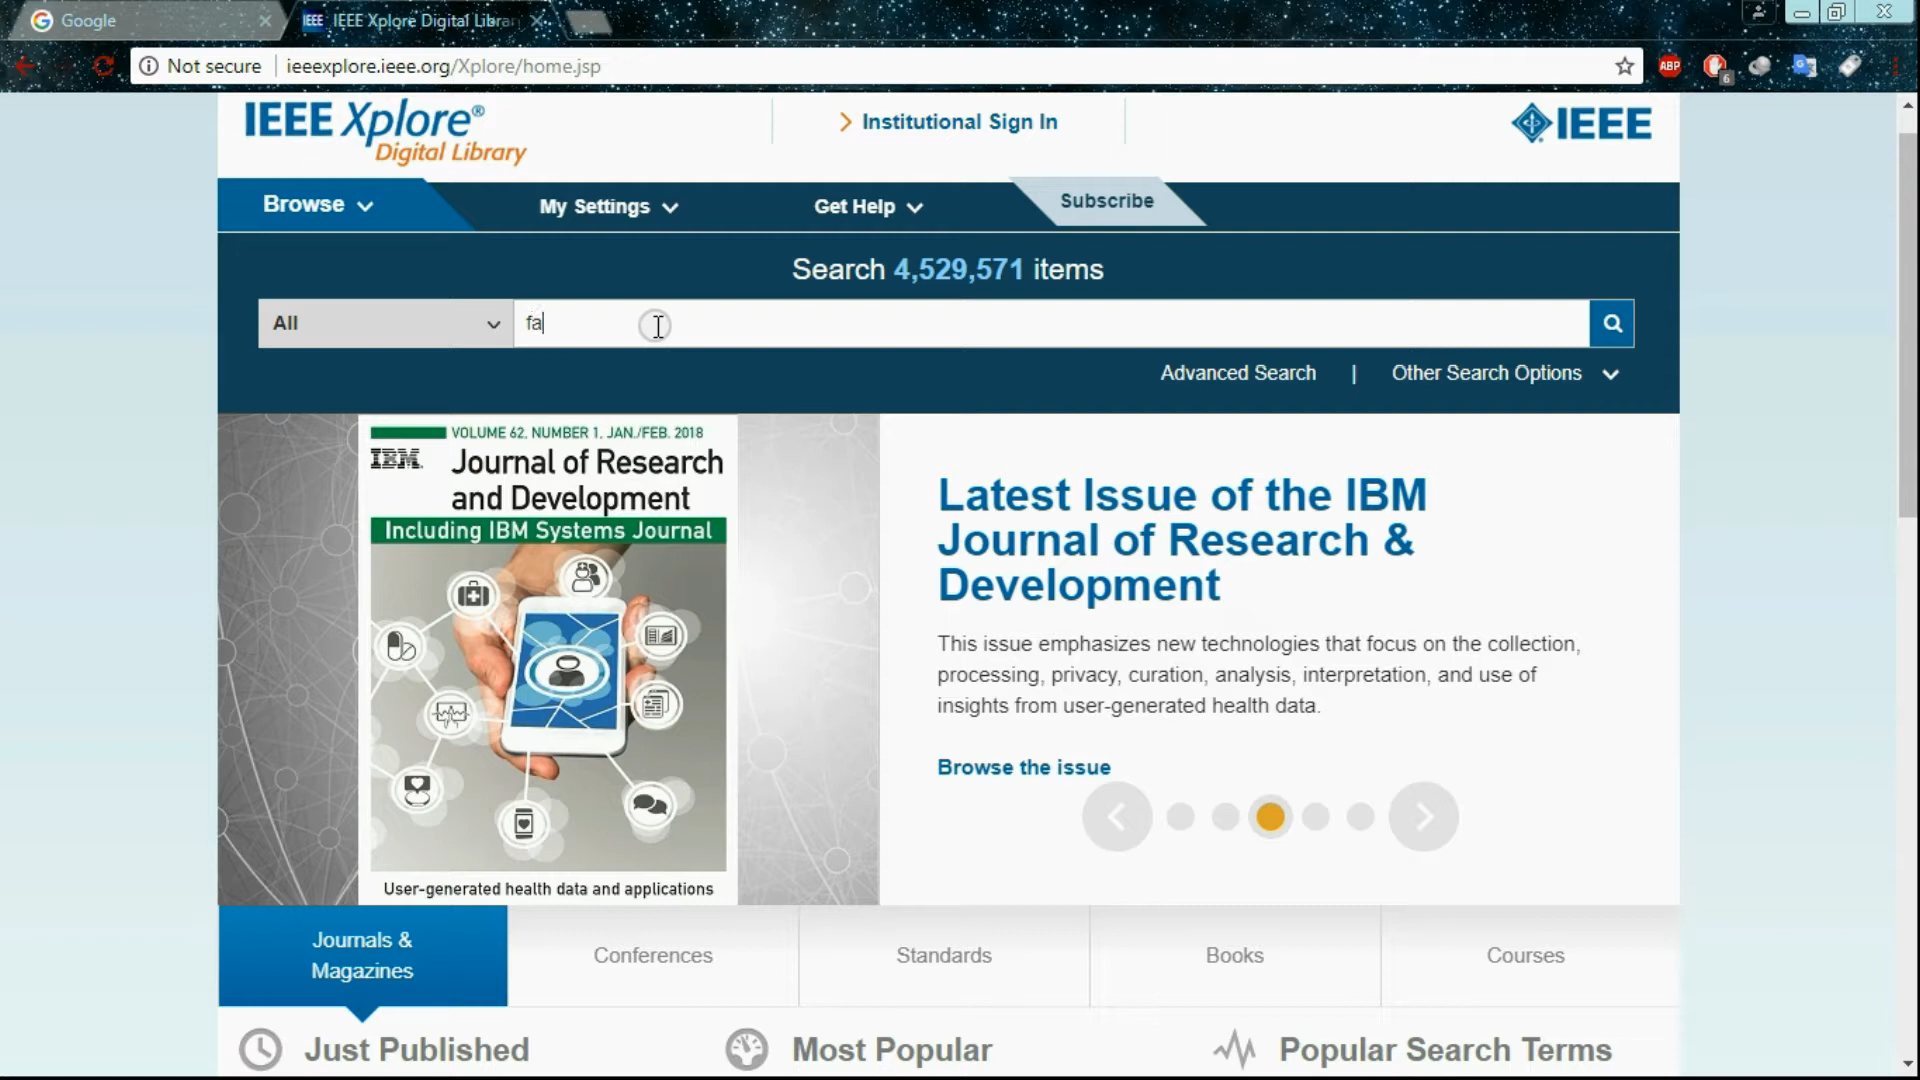 Google
IEEE IEEE Xplore Digital Librar
Not secure ieeexplore.ieee.org/Xplore/home.jsp
ABP
6
IEEE Xplore®
Digital Library
Institutional Sign In
IEEE
Browse
My Settings
Get Help
Subscribe
Search 4,529,571 items
All
fa
Advanced Search | Other Search Options
VOLUME 62, NUMBER 1, JAN./FEB. 2018
IBM. Journal of Research
and Development
Including IBM Systems Journal
User-generated health data and applications
Latest Issue of the IBM
Journal of Research &
Development
This issue emphasizes new technologies that focus on the collection,
processing, privacy, curation, analysis, interpretation, and use of
insights from user-generated health data.
Browse the issue
Journals &
Magazines
Conferences
Standards
Books
Courses
Just Published
Most Popular
Popular Search Terms